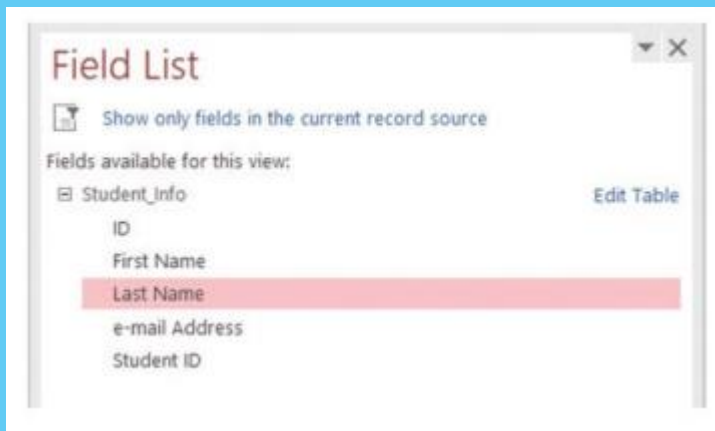 Field List
Show only fields in the current record source
Fields available for this view:
Student_Info Edit Table
ID
First Name
Last Name
e-mail Address
Student ID